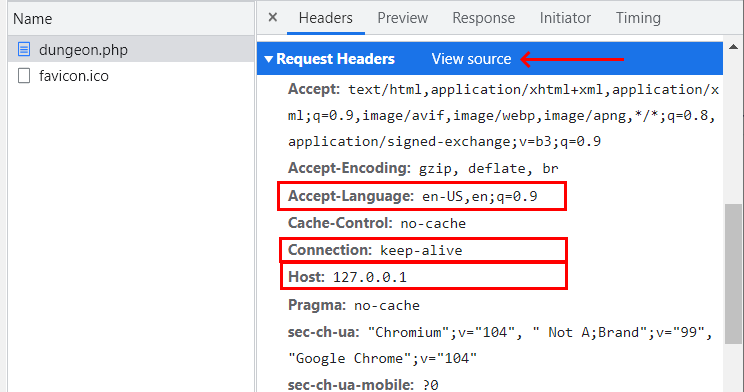 Name
dungeon.php
favicon.ico
× Headers Preview Response Initiator Timing
▼Request Headers View source
Accept: text/html,application/xhtml+xml,application/x
ml;q=0.9,image/avif,image/webp,image/apng,*/*;q=0.8,
application/signed-exchange;v=b3;q=0.9
Accept-Encoding: gzip, deflate, br
Accept-Language: en-US,en;q=0.9
Cache-Control: no-cache
Connection: keep-alive
Host: 127.0.0.1
Pragma: no-cache
sec-ch-ua: "Chromium";v="104", " Not A;Brand";v="99",
"Google Chrome";v="104"
sec-ch-ua-mobile: ?0